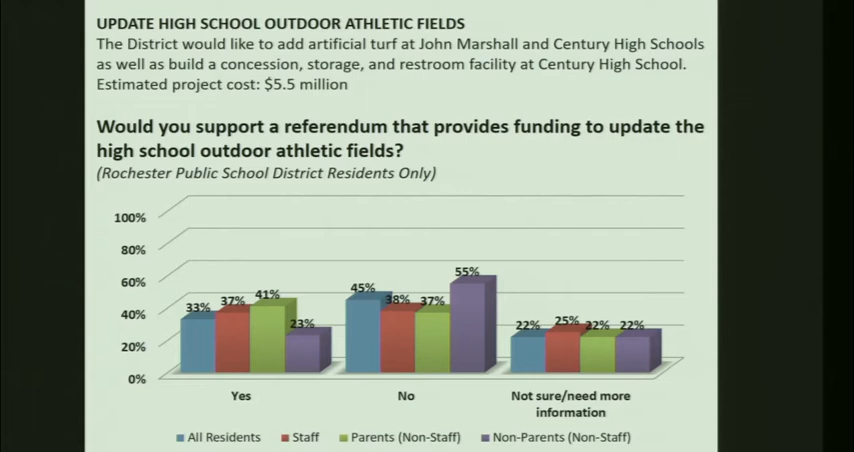 UPDATE HIGH SCHOOL OUTDOOR ATHLETIC FIELDS
The District would like to add artificial turf at John Marshall and Century High Schools
as well as build a concession, storage, and restroom facility at Century High School.
Estimated project cost: $5.5 million
Would you support a referendum that provides funding to update the
high school outdoor athletic fields?
(Rochester Public School District Residents Only)
100%
80%
60%
40%
20%
0%
33% 37% 41% 23%
45% 38% 37% 55%
22% 25% 22% 22%
Yes No Not sure/need more
information
All Residents Staff Parents (Non-Staff) Non-Parents (Non-Staff)